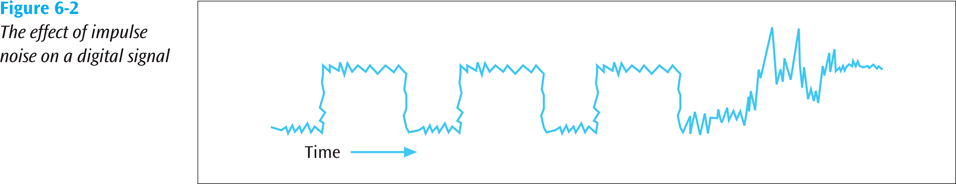 Figure 6-2
The effect of impulse
noise on a digital signal
Time